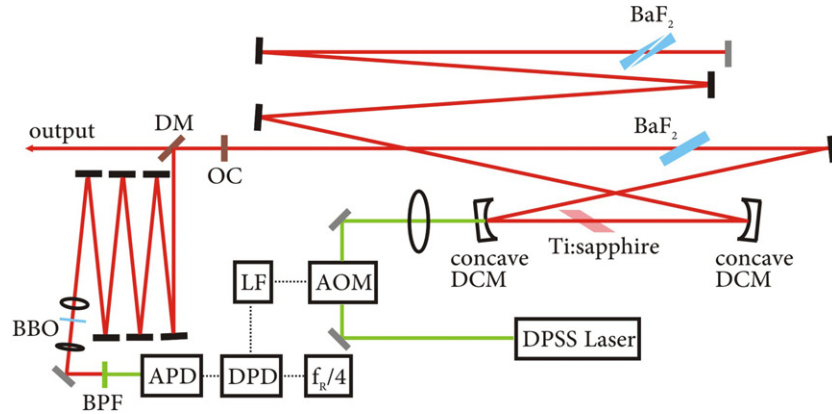 BaF₂
DM
BaF₂
output
OC
Ti:sapphire
concave
DCM
concave
DCM
LF
AOM
BBO
DPSS Laser
APD
DPD
f_R/4
BPF